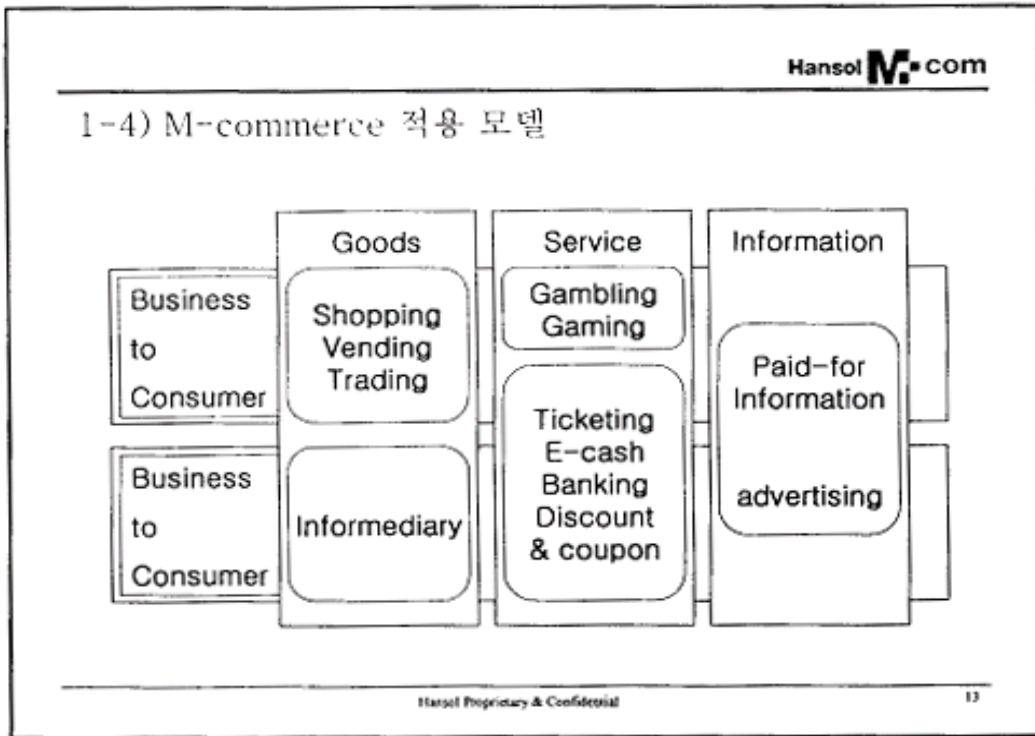 Hansol M.com
1-4) M-commerce 적용 모델
Goods
Service
Information
Business
to
Consumer
Shopping
Vending
Trading
Gambling
Gaming
Paid-for
Information
advertising
Business
to
Consumer
Informediary
Ticketing
E-cash
Banking
Discount
& coupon
Hansol Proprietary & Confidential
13